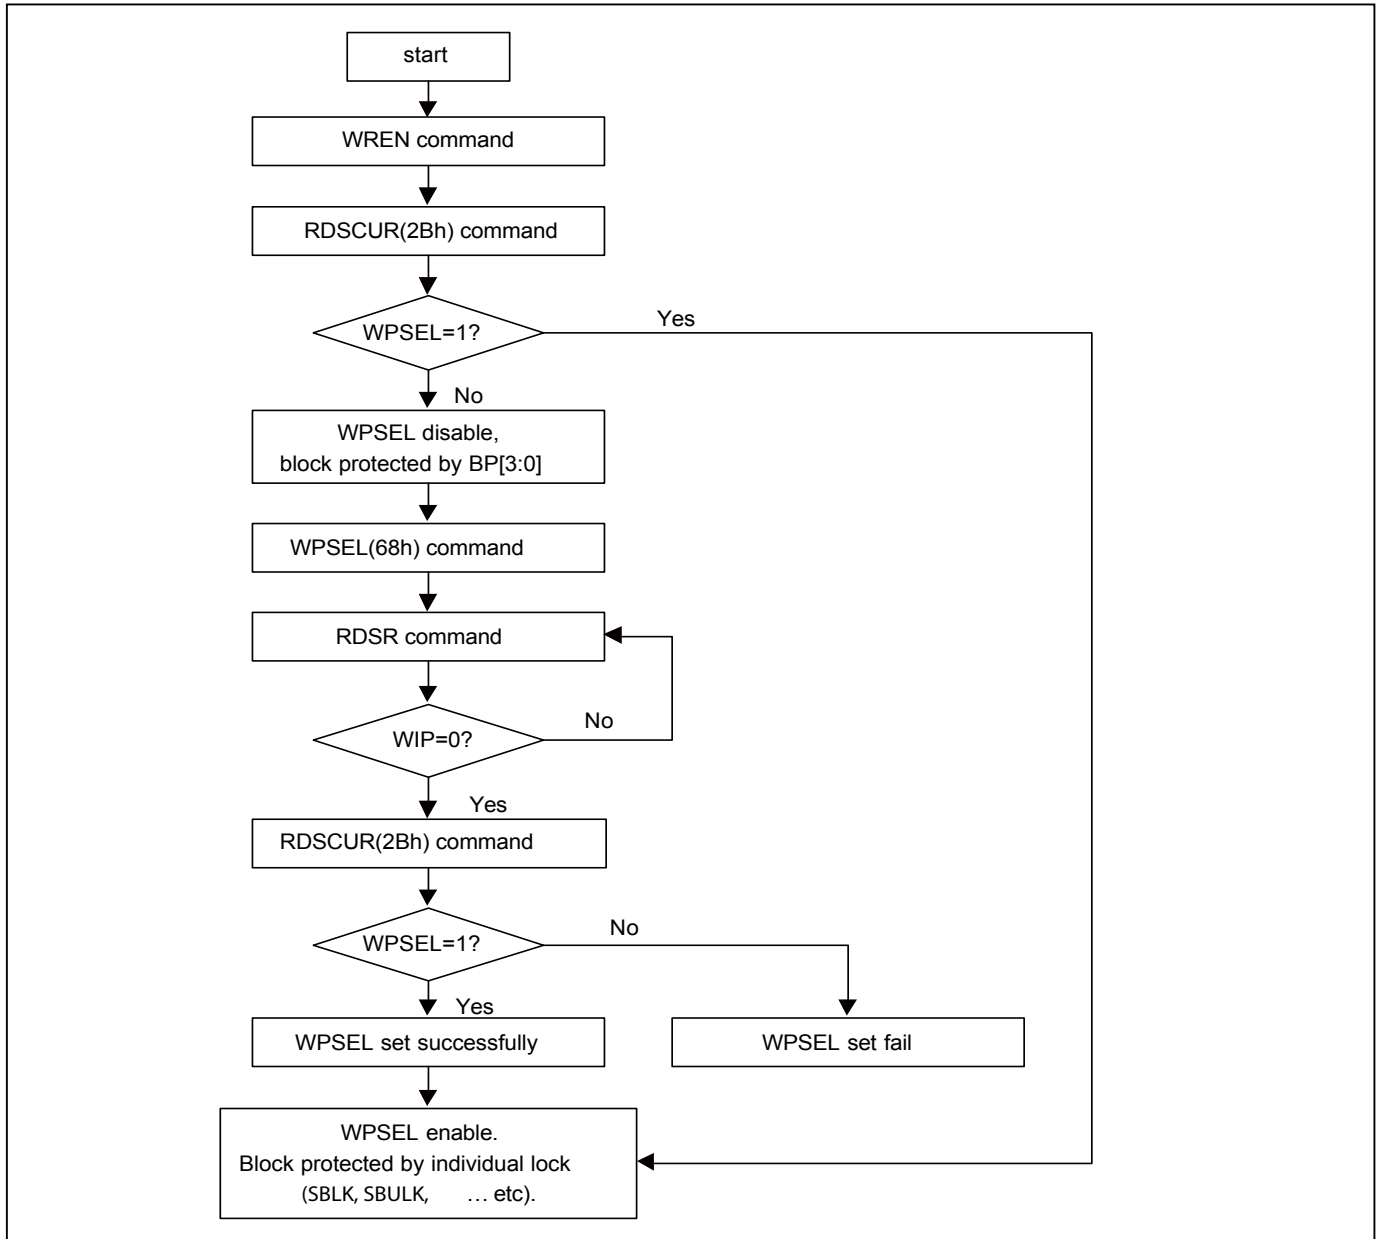 start
WREN command
RDSCUR(2Bh) command
WPSEL=1?
Yes
No
WPSEL disable,
block protected by BP[3:0]
WPSEL(68h) command
RDSR command
WIP=0?
No
Yes
RDSCUR(2Bh) command
WPSEL=1?
No
Yes
WPSEL set successfully
WPSEL set fail
WPSEL enable.
Block protected by individual lock
(SBLK, SBULK, … etc).